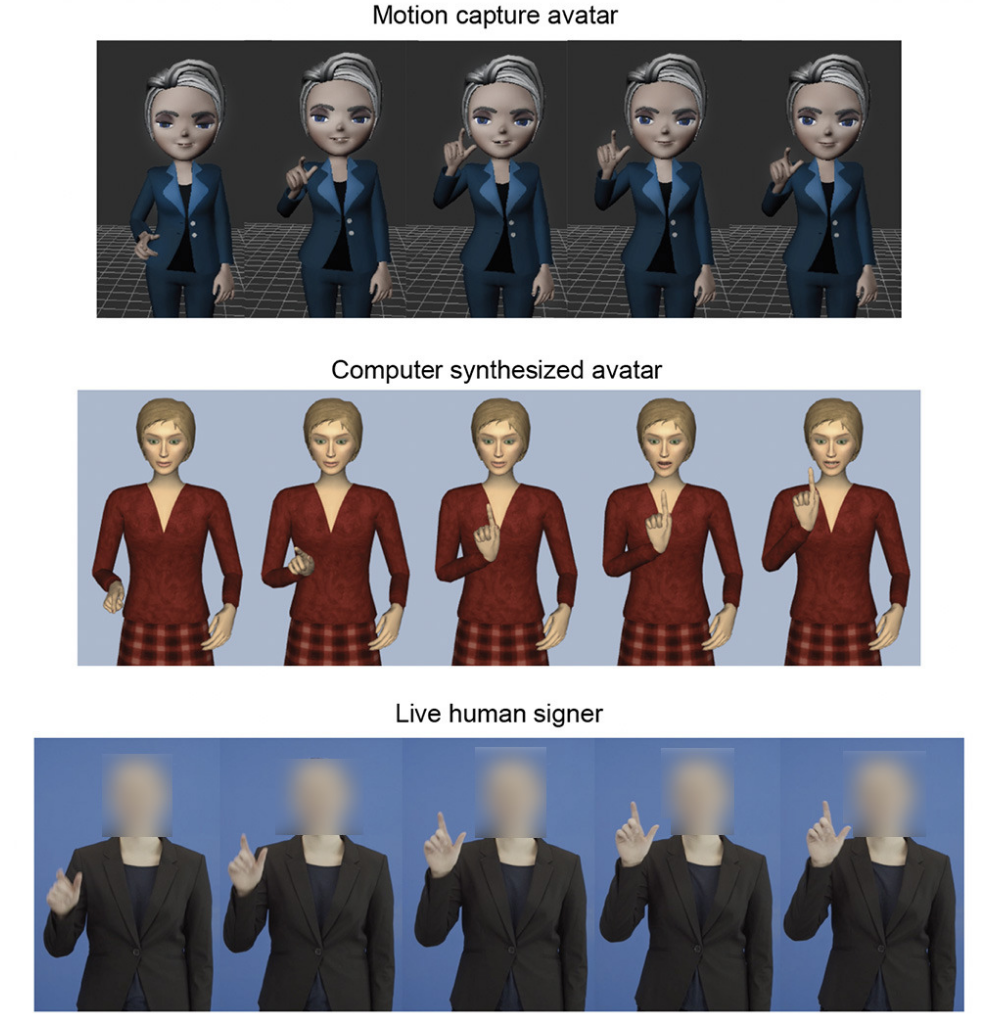 Motion capture avatar
Computer synthesized avatar
Live human signer